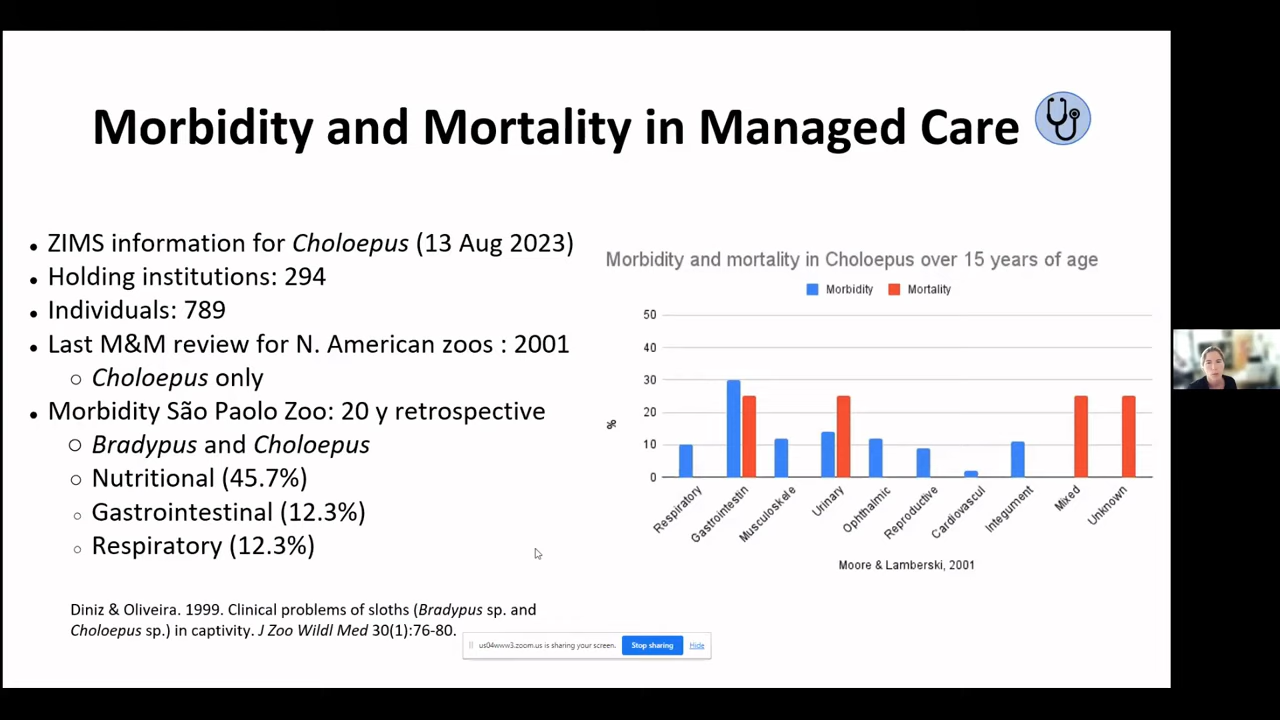 Morbidity and Mortality in Managed Care
• ZIMS information for Choloepus (13 Aug 2023)
• Holding institutions: 294
• Individuals: 789
• Last M&M review for N. American zoos : 2001
○ Choloepus only
• Morbidity São Paolo Zoo: 20 y retrospective
○ Bradypus and Choloepus
○ Nutritional (45.7%)
○ Gastrointestinal (12.3%)
○ Respiratory (12.3%)
Diniz & Oliveira. 1999. Clinical problems of sloths (Bradypus sp. and
Choloepus sp.) in captivity. J Zoo Wildl Med 30(1):76-80.
Morbidity and mortality in Choloepus over 15 years of age
Morbidity Mortality
50
40
30
20
10
0
%
Respiratory
Gastrointestin
Musculoskele
Urinary
Ophthalmic
Reproductive
Cardiovascul
Integument
Mixed
Unknown
Moore & Lamberski, 2001
us04www3.zoom.us is sharing your screen. Stop sharing Hide